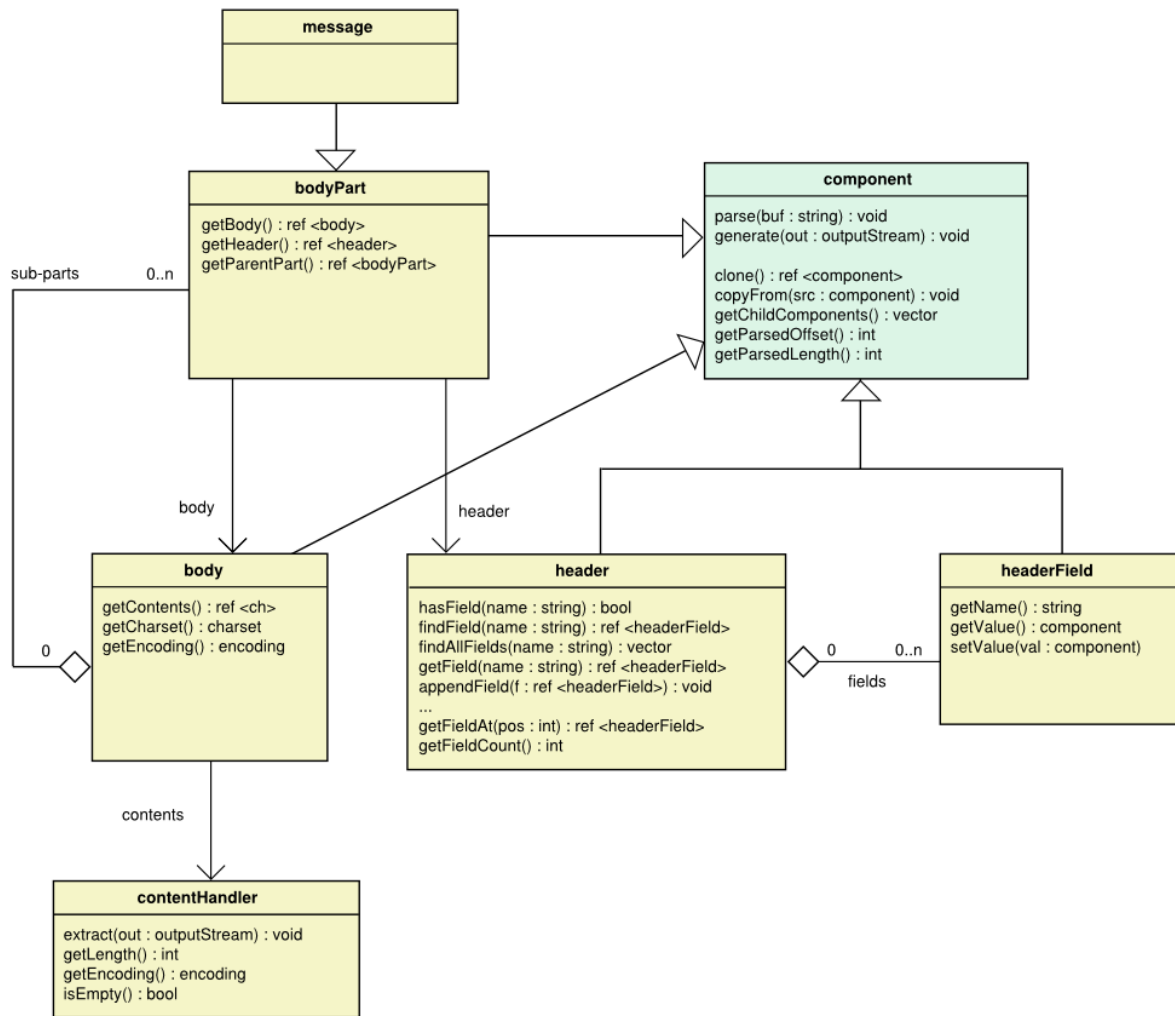 message
bodyPart
getBody() : ref <body>
getHeader() : ref <header>
getParentPart() : ref <bodyPart>
component
parse(buf : string) : void
generate(out : outputStream) : void
clone() : ref <component>
copyFrom(src : component) : void
getChildComponents() : vector
getParsedOffset() : int
getParsedLength() : int
sub-parts
0..n
body
header
body
getContents() : ref <ch>
getCharset() : charset
getEncoding() : encoding
0
header
hasField(name : string) : bool
findField(name : string) : ref <headerField>
findAllFields(name : string) : vector
getField(name : string) : ref <headerField>
appendField(f : ref <headerField>) : void
...
getFieldAt(pos : int) : ref <headerField>
getFieldCount() : int
0
0..n
fields
headerField
getName() : string
getValue() : component
setValue(val : component)
contents
contentHandler
extract(out : outputStream) : void
getLength() : int
getEncoding() : encoding
isEmpty() : bool